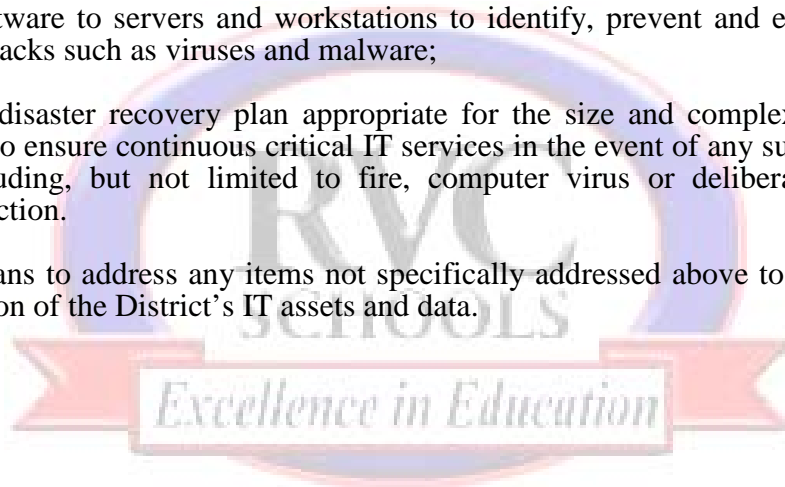 tware to servers and workstations to identify, prevent and e
acks such as viruses and malware;
disaster recovery plan appropriate for the size and complex
o ensure continuous critical IT services in the event of any su
uding, but not limited to fire, computer virus or delibera
ction.
ans to address any items not specifically addressed above to
on of the District's IT assets and data.
RVC
SCHOOLS
Excellence in Education